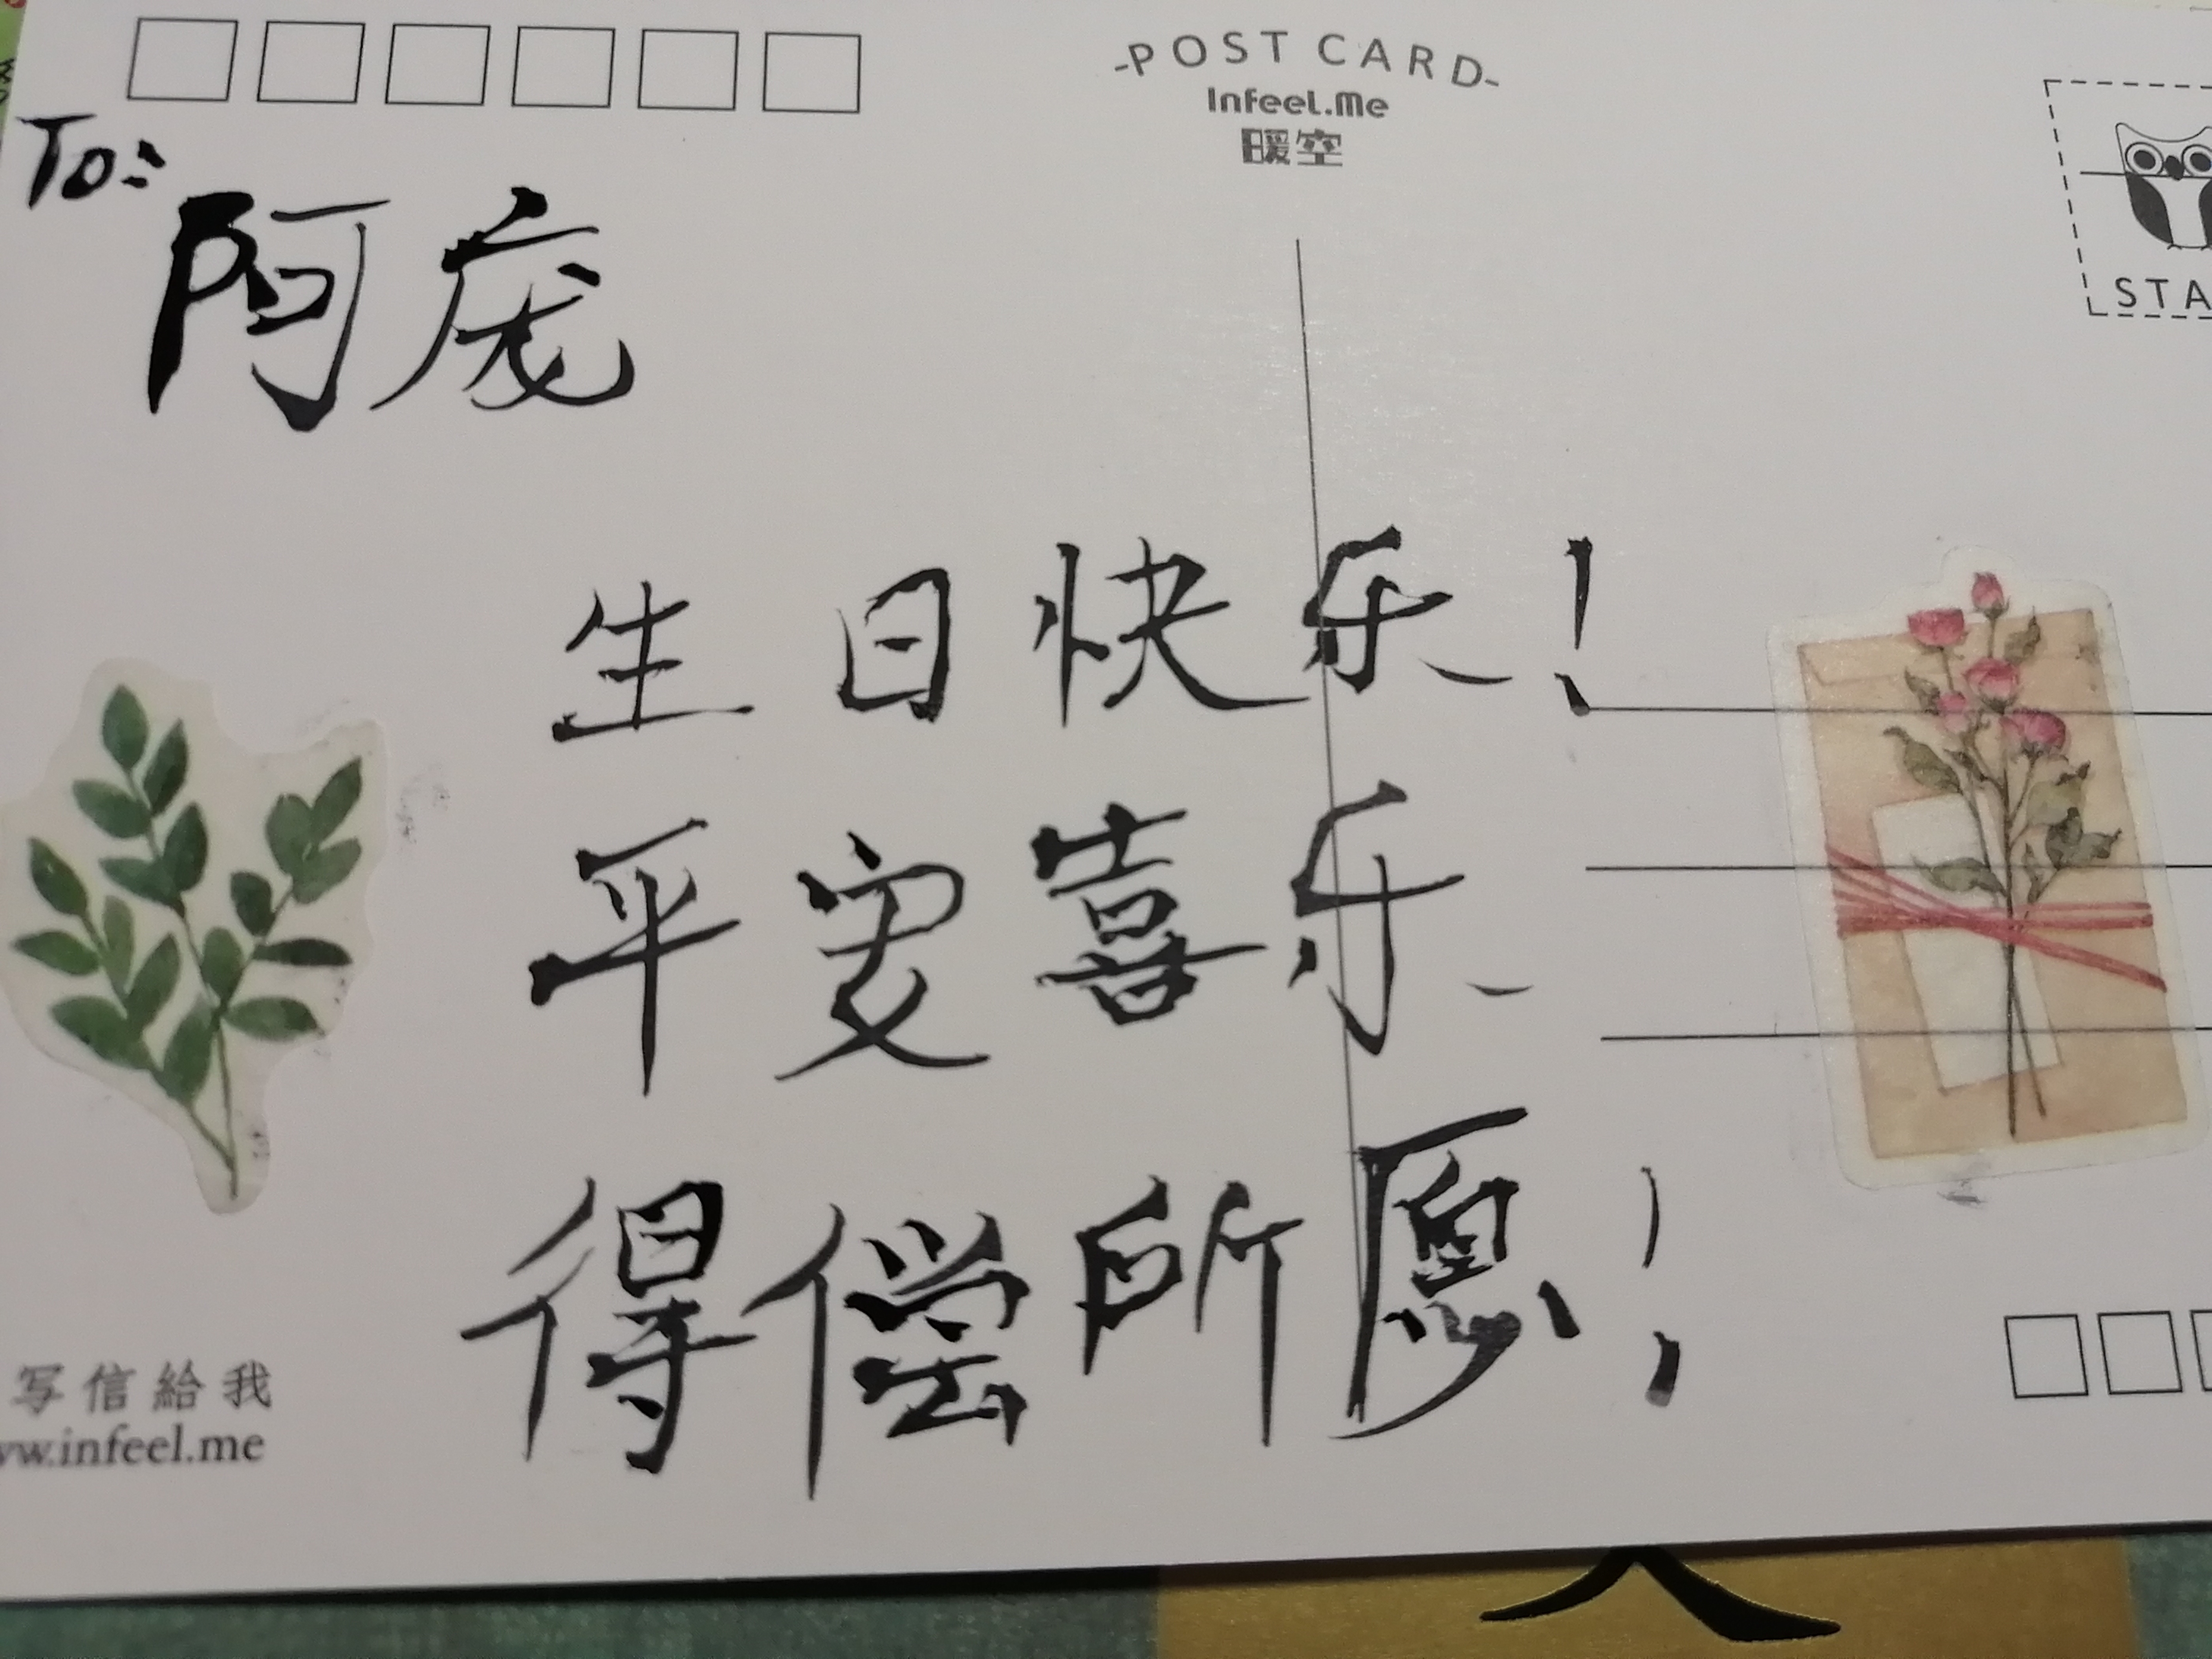 -POST CARD-
Infeel.Me
暖空
To:
阿庞
STA
生日快乐!
平安喜乐
得偿所愿!
写信給我
ww.infeel.me